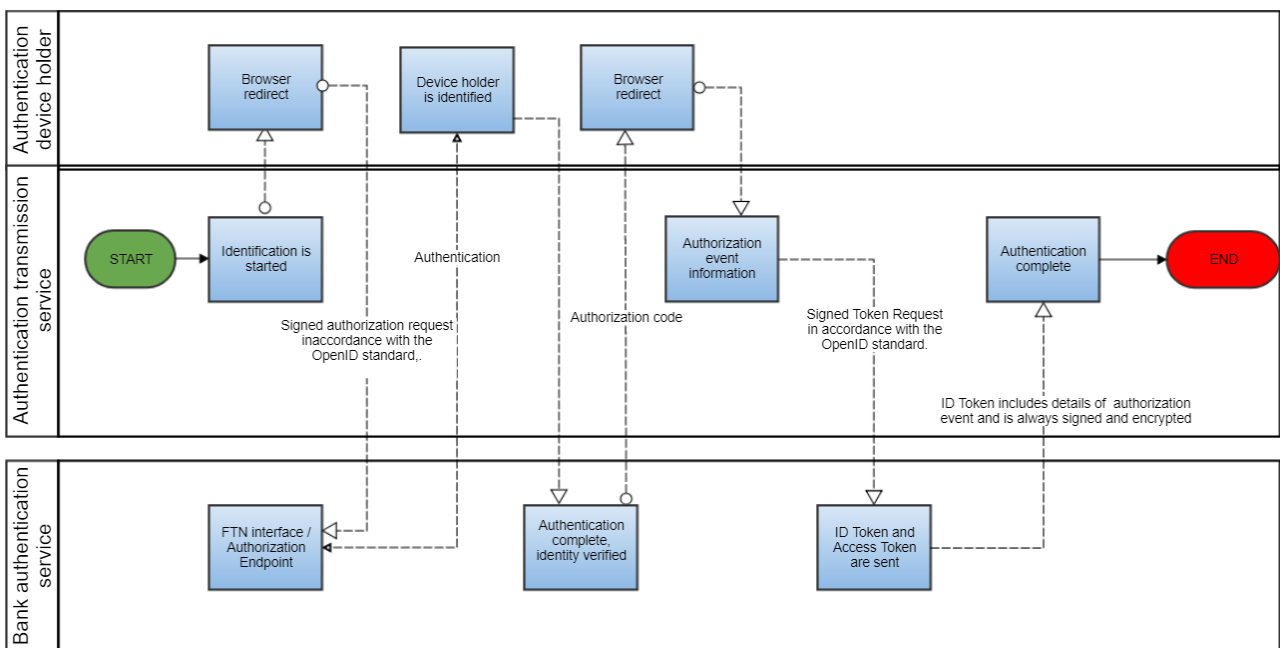 Authentication
device holder
Browser
redirect
Device holder
is identified
Browser
redirect
Authentication transmission
service
START
Identification is
started
Authentication
Signed authorization request
inaccordance with the
OpenID standard,.
Authorization code
Authorization
event
information
Signed Token Request
in accordance with the
OpenID standard.
Authentication
complete
END
ID Token includes details of authorization
event and is always signed and encrypted
Bank authentication
service
FTN interface /
Authorization
Endpoint
Authentication
complete,
identity verified
ID Token and
Access Token
are sent